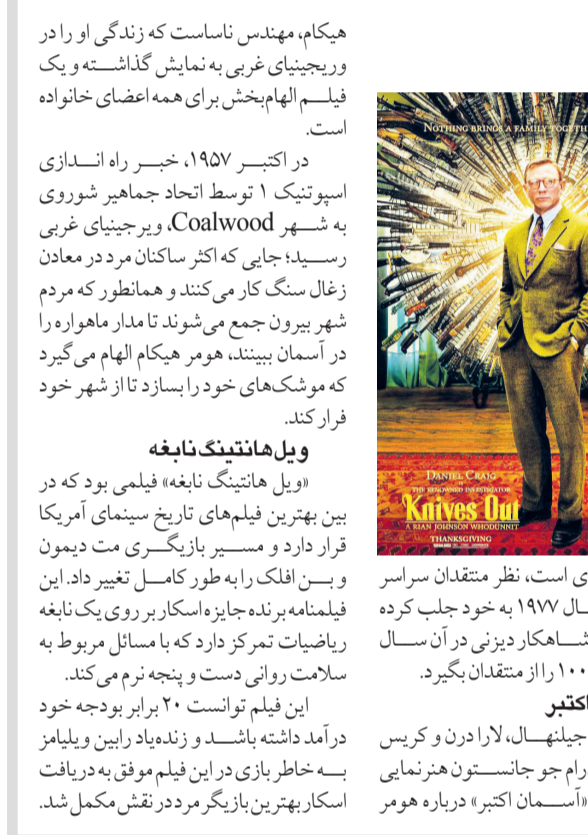 NOTHING BRINGS A FAMILY TOGETH
DANIEL CRAIG
THE RENOWNED INVESTIGATOR
Knives Out
A RIAN JOHNSON WHODUNNIT
THANKSGIVING
ی است، نظر منتقدان سراسر
ـال ۱۹۷۷ به خود جلب کرده
شاهکار دیزنی در آن سال
۱۰۰ را از منتقدان بگیرد.
اکتبر
جیلنهال، لارا درن و کریس
رام جو جانستون هنرنمایی
«آسمان اکتبر» درباره هومر
هیکام، مهندس ناساست که زندگی او را در
وریجینیای غربی به نمایش گذاشته و یک
فیلم الهام‌بخش برای همه اعضای خانواده
است.
در اکتبر ۱۹۵۷، خبر راه اندازی
اسپوتنیک ۱ توسط اتحاد جماهیر شوروی
به شهر Coalwood، ویرجینیای غربی
رسید؛ جایی که اکثر ساکنان مرد در معادن
زغال سنگ کار می‌کنند و همانطور که مردم
شهر بیرون جمع می‌شوند تا مدار ماهواره را
در آسمان ببینند، هومر هیکام الهام می‌گیرد
که موشک‌های خود را بسازد تا از شهر خود
فرار کند.
ویل هانتینگ نابغه
«ویل هانتینگ نابغه» فیلمی بود که در
بین بهترین فیلم‌های تاریخ سینمای آمریکا
قرار دارد و مسیر بازیگری مت دیمون
و بن افلک را به طور کامل تغییر داد. این
فیلمنامه برنده جایزه اسکار بر روی یک نابغه
ریاضیات تمرکز دارد که با مسائل مربوط به
سلامت روانی دست و پنجه نرم می‌کند.
این فیلم توانست ۲۰ برابر بودجه خود
درآمد داشته باشد و زنده‌یاد رابین ویلیامز
به خاطر بازی در این فیلم موفق به دریافت
اسکار بهترین بازیگر مرد در نقش مکمل شد.